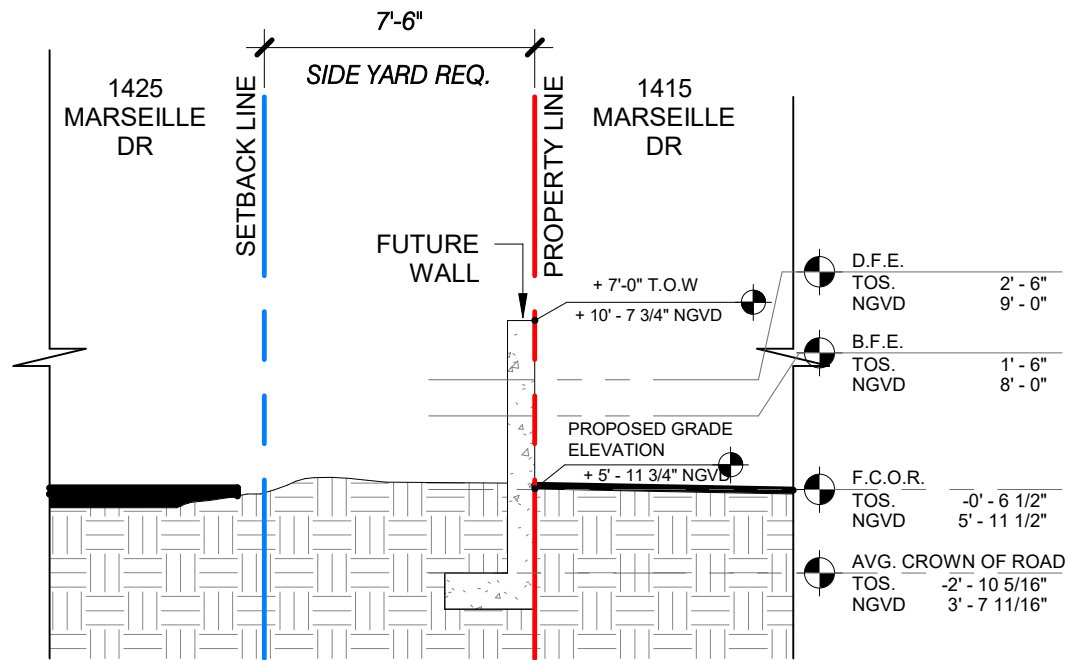 7'-6"
SIDE YARD REQ.
1425
MARSEILLE
DR
SETBACK LINE
PROPERTY LINE
1415
MARSEILLE
DR
FUTURE
WALL
+ 7'-0" T.O.W
+ 10' - 7 3/4" NGVD
PROPOSED GRADE
ELEVATION
+ 5' - 11 3/4" NGVD
D.F.E.
TOS. 2' - 6"
NGVD 9' - 0"
B.F.E.
TOS. 1' - 6"
NGVD 8' - 0"
F.C.O.R.
TOS. -0' - 6 1/2"
NGVD 5' - 11 1/2"
AVG. CROWN OF ROAD
TOS. -2' - 10 5/16"
NGVD 3' - 7 11/16"